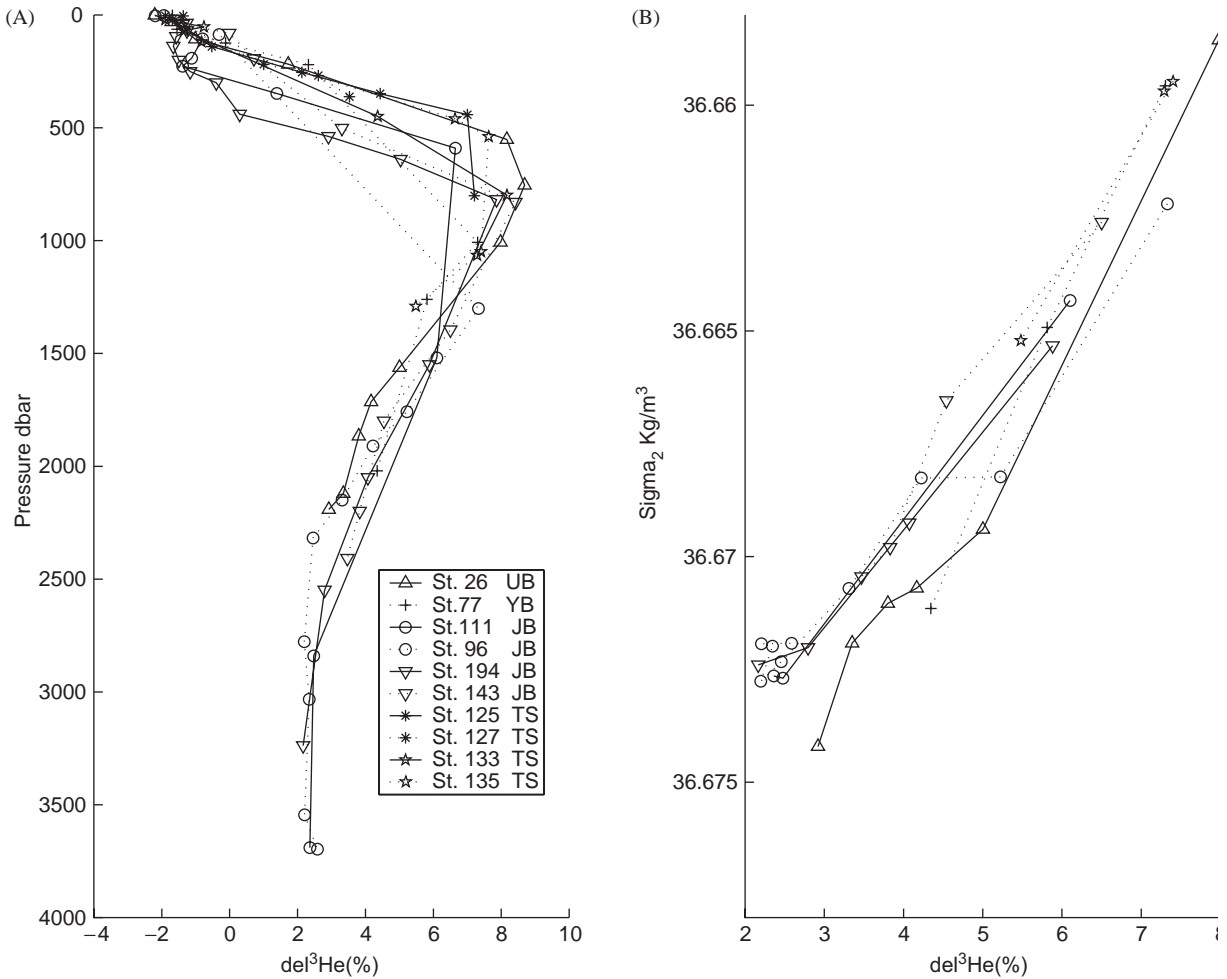 (A)
0
500
1000
1500
2000
2500
3000
3500
4000
Pressure dbar
−4
−2
0
2
4
6
8
10
del³He(%)
St. 26 UB
St.77 YB
St.111 JB
St. 96 JB
St. 194 JB
St. 143 JB
St. 125 TS
St. 127 TS
St. 133 TS
St. 135 TS
(B)
36.66
36.665
36.67
36.675
Sigma₂ Kg/m³
2
3
4
5
6
7
8
del³He(%)